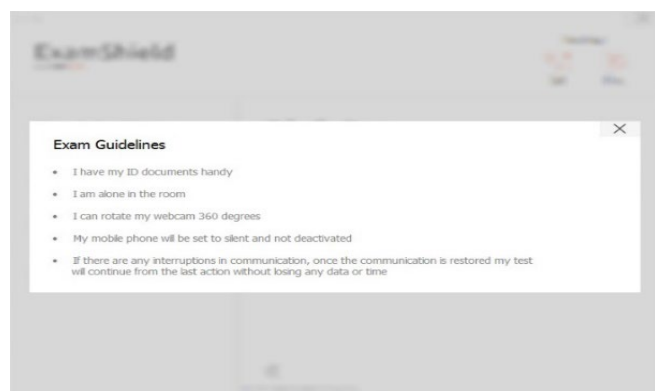 ExamShield
Exam Guidelines
• I have my ID documents handy
• I am alone in the room
• I can rotate my webcam 360 degrees
• My mobile phone will be set to silent and not deactivated
• If there are any interruptions in communication, once the communication is restored my test
will continue from the last action without losing any data or time